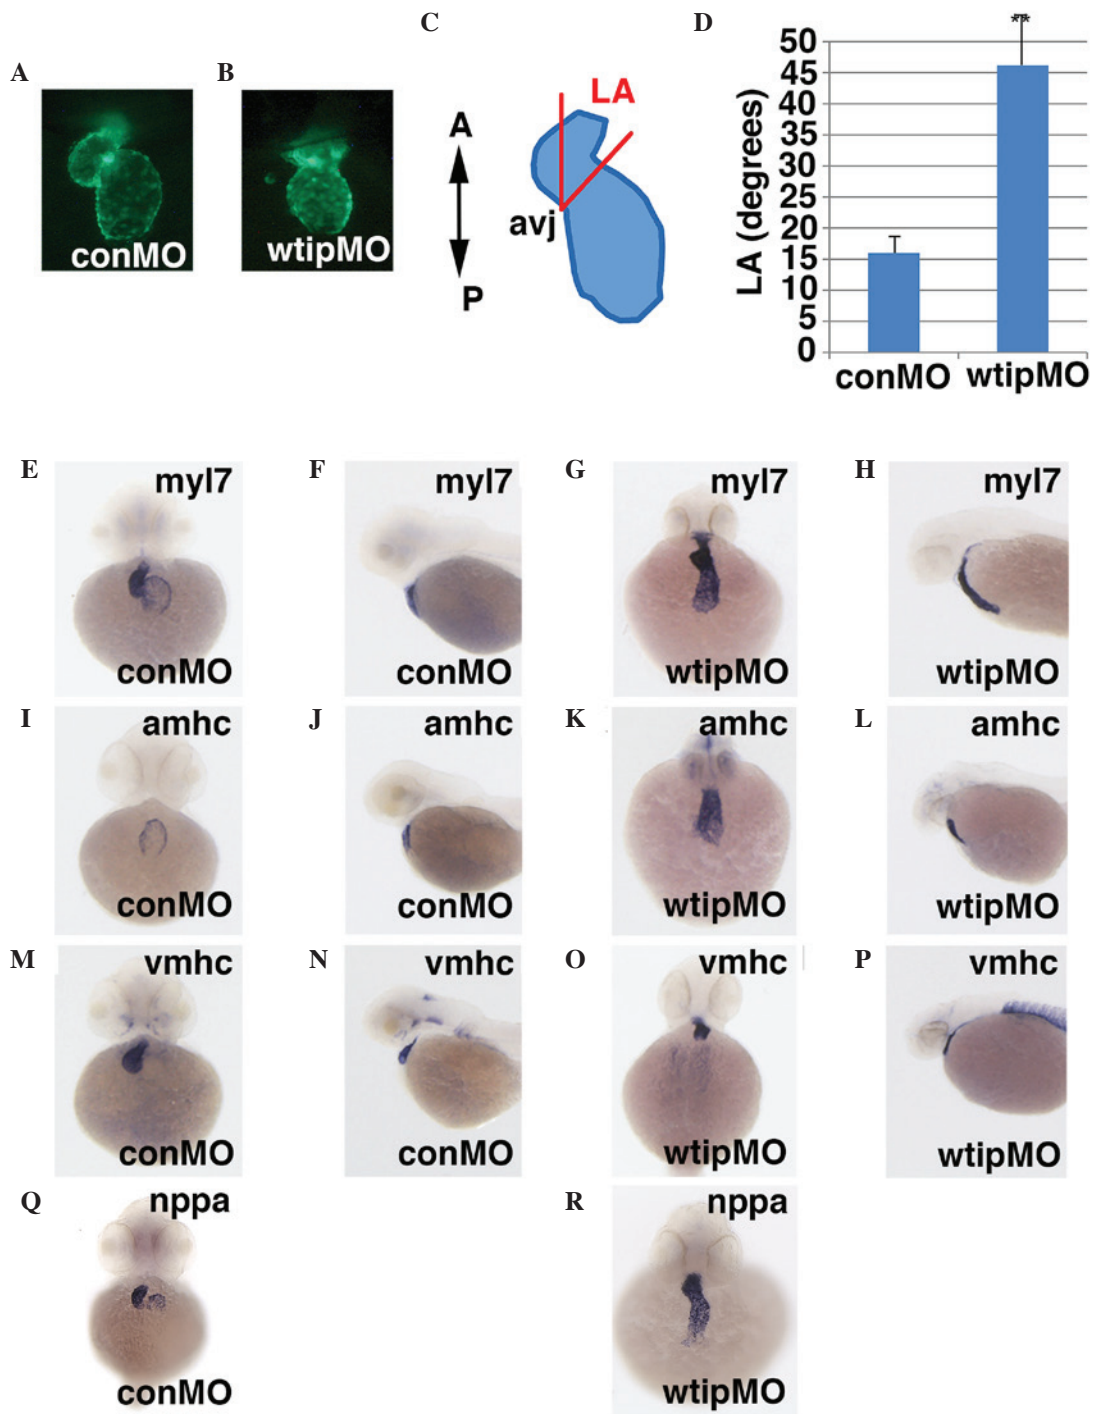 A
B
C
D
conMO
wtipMO
A
P
LA
avj
LA (degrees)
**
50
45
40
35
30
25
20
15
10
5
0
conMO
wtipMO
E
myl7
conMO
F
myl7
conMO
G
myl7
wtipMO
H
myl7
wtipMO
I
amhc
conMO
J
amhc
conMO
K
amhc
wtipMO
L
amhc
wtipMO
M
vmhc
conMO
N
vmhc
conMO
O
vmhc
wtipMO
P
vmhc
wtipMO
Q
nppa
conMO
R
nppa
wtipMO